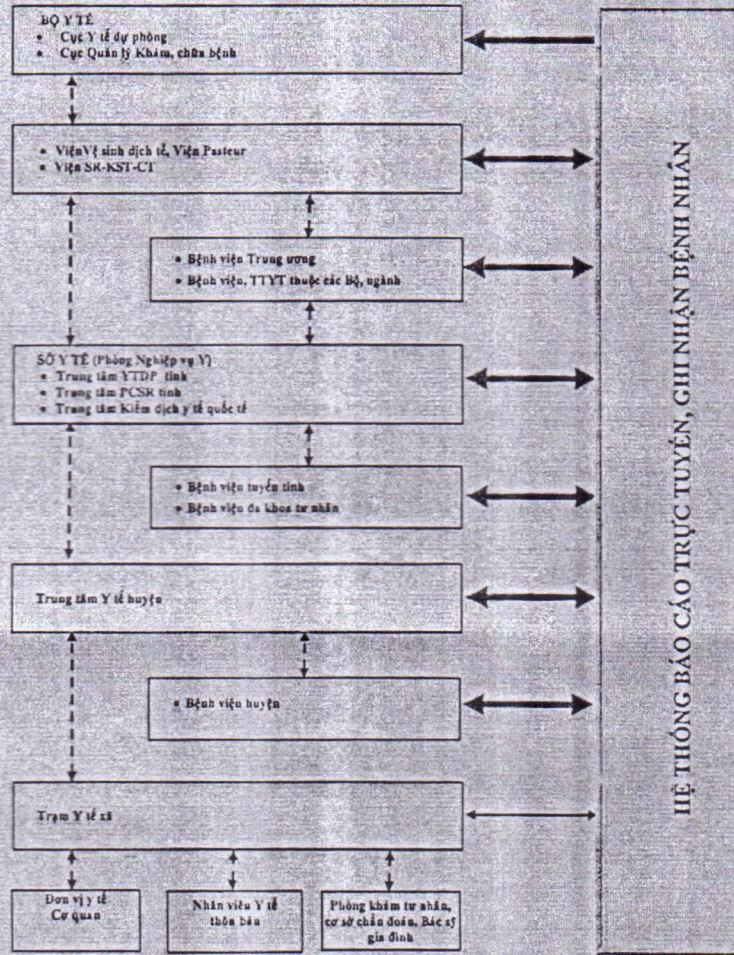 BỘ Y TẾ
• Cục Y tế dự phòng
• Cục Quản lý Khám, chữa bệnh
• Viện Vệ sinh dịch tễ, Viện Pasteur
• Viện SR-KST-CT
• Bệnh viện Trung ương
• Bệnh viện, TTYT thuộc các Bộ, ngành
SỞ Y TẾ (Phòng Nghiệp vụ Y)
• Trung tâm YTDP tỉnh
• Trung tâm PCSR tỉnh
• Trung tâm Kiểm dịch y tế quốc tế
• Bệnh viện tuyến tỉnh
• Bệnh viện đa khoa tư nhân
Trung tâm Y tế huyện
• Bệnh viện huyện
Trạm Y tế xã
Đơn vị y tế
Cơ quan
Nhân viên Y tế
thôn bản
Phòng khám tư nhân,
cơ sở chẩn đoán, Bác sỹ
gia đình
HỆ THỐNG BÁO CÁO TRỰC TUYẾN, GHI NHẬN BỆNH NHÂN